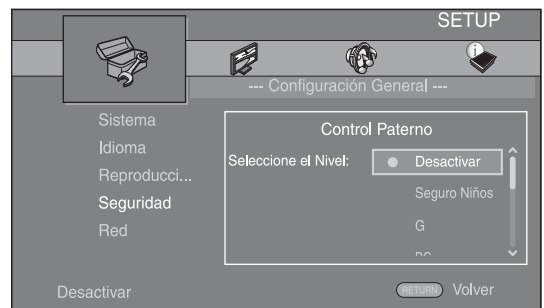 SETUP
--- Configuración General ---
Sistema
Idioma
Reproducci...
Seguridad
Red
Control Paterno
Seleccione el Nivel:
Desactivar
Seguro Niños
G
Desactivar
RETURN Volver